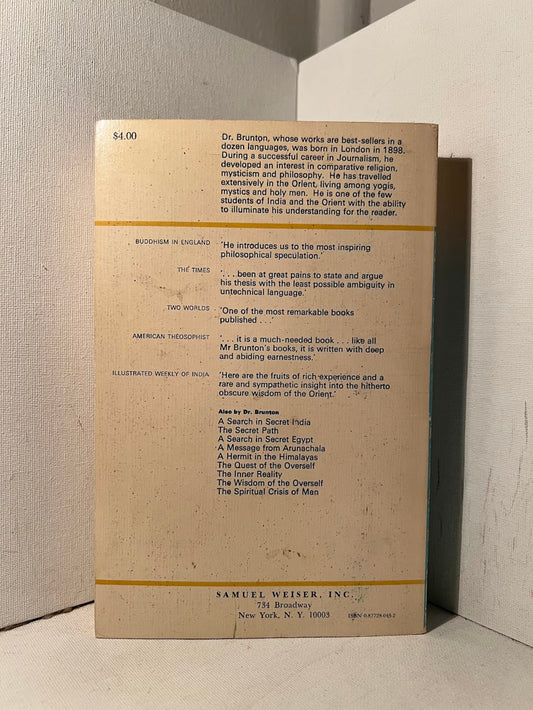 $4.00
Dr. Brunton, whose works are best-sellers in a
dozen languages, was born in London in 1898.
During a successful career in Journalism, he
developed an interest in comparative religion,
mysticism and philosophy. He has travelled
extensively in the Orient, living among yogis,
mystics and holy men. He is one of the few
students of India and the Orient with the ability
to illuminate his understanding for the reader.
BUDDHISM IN ENGLAND
'He introduces us to the most inspiring
philosophical speculation.'
THE TIMES
'. . . been at great pains to state and argue
his thesis with the least possible ambiguity in
untechnical language.'
TWO WORLDS
'One of the most remarkable books
published . . .'
AMERICAN THEOSOPHIST
'. . . it is a much-needed book . . . like all
Mr Brunton's books, it is written with deep
and abiding earnestness.'
ILLUSTRATED WEEKLY OF INDIA
'Here are the fruits of rich experience and a
rare and sympathetic insight into the hitherto
obscure wisdom of the Orient.'
Also by Dr. Brunton
A Search in Secret India
The Secret Path
A Search in Secret Egypt
A Message from Arunachala
A Hermit in the Himalayas
The Quest of the Overself
The Inner Reality
The Wisdom of the Overself
The Spiritual Crisis of Man
SAMUEL WEISER, INC.
734 Broadway
New York, N. Y. 10003
ISBN 0-87728-045-2